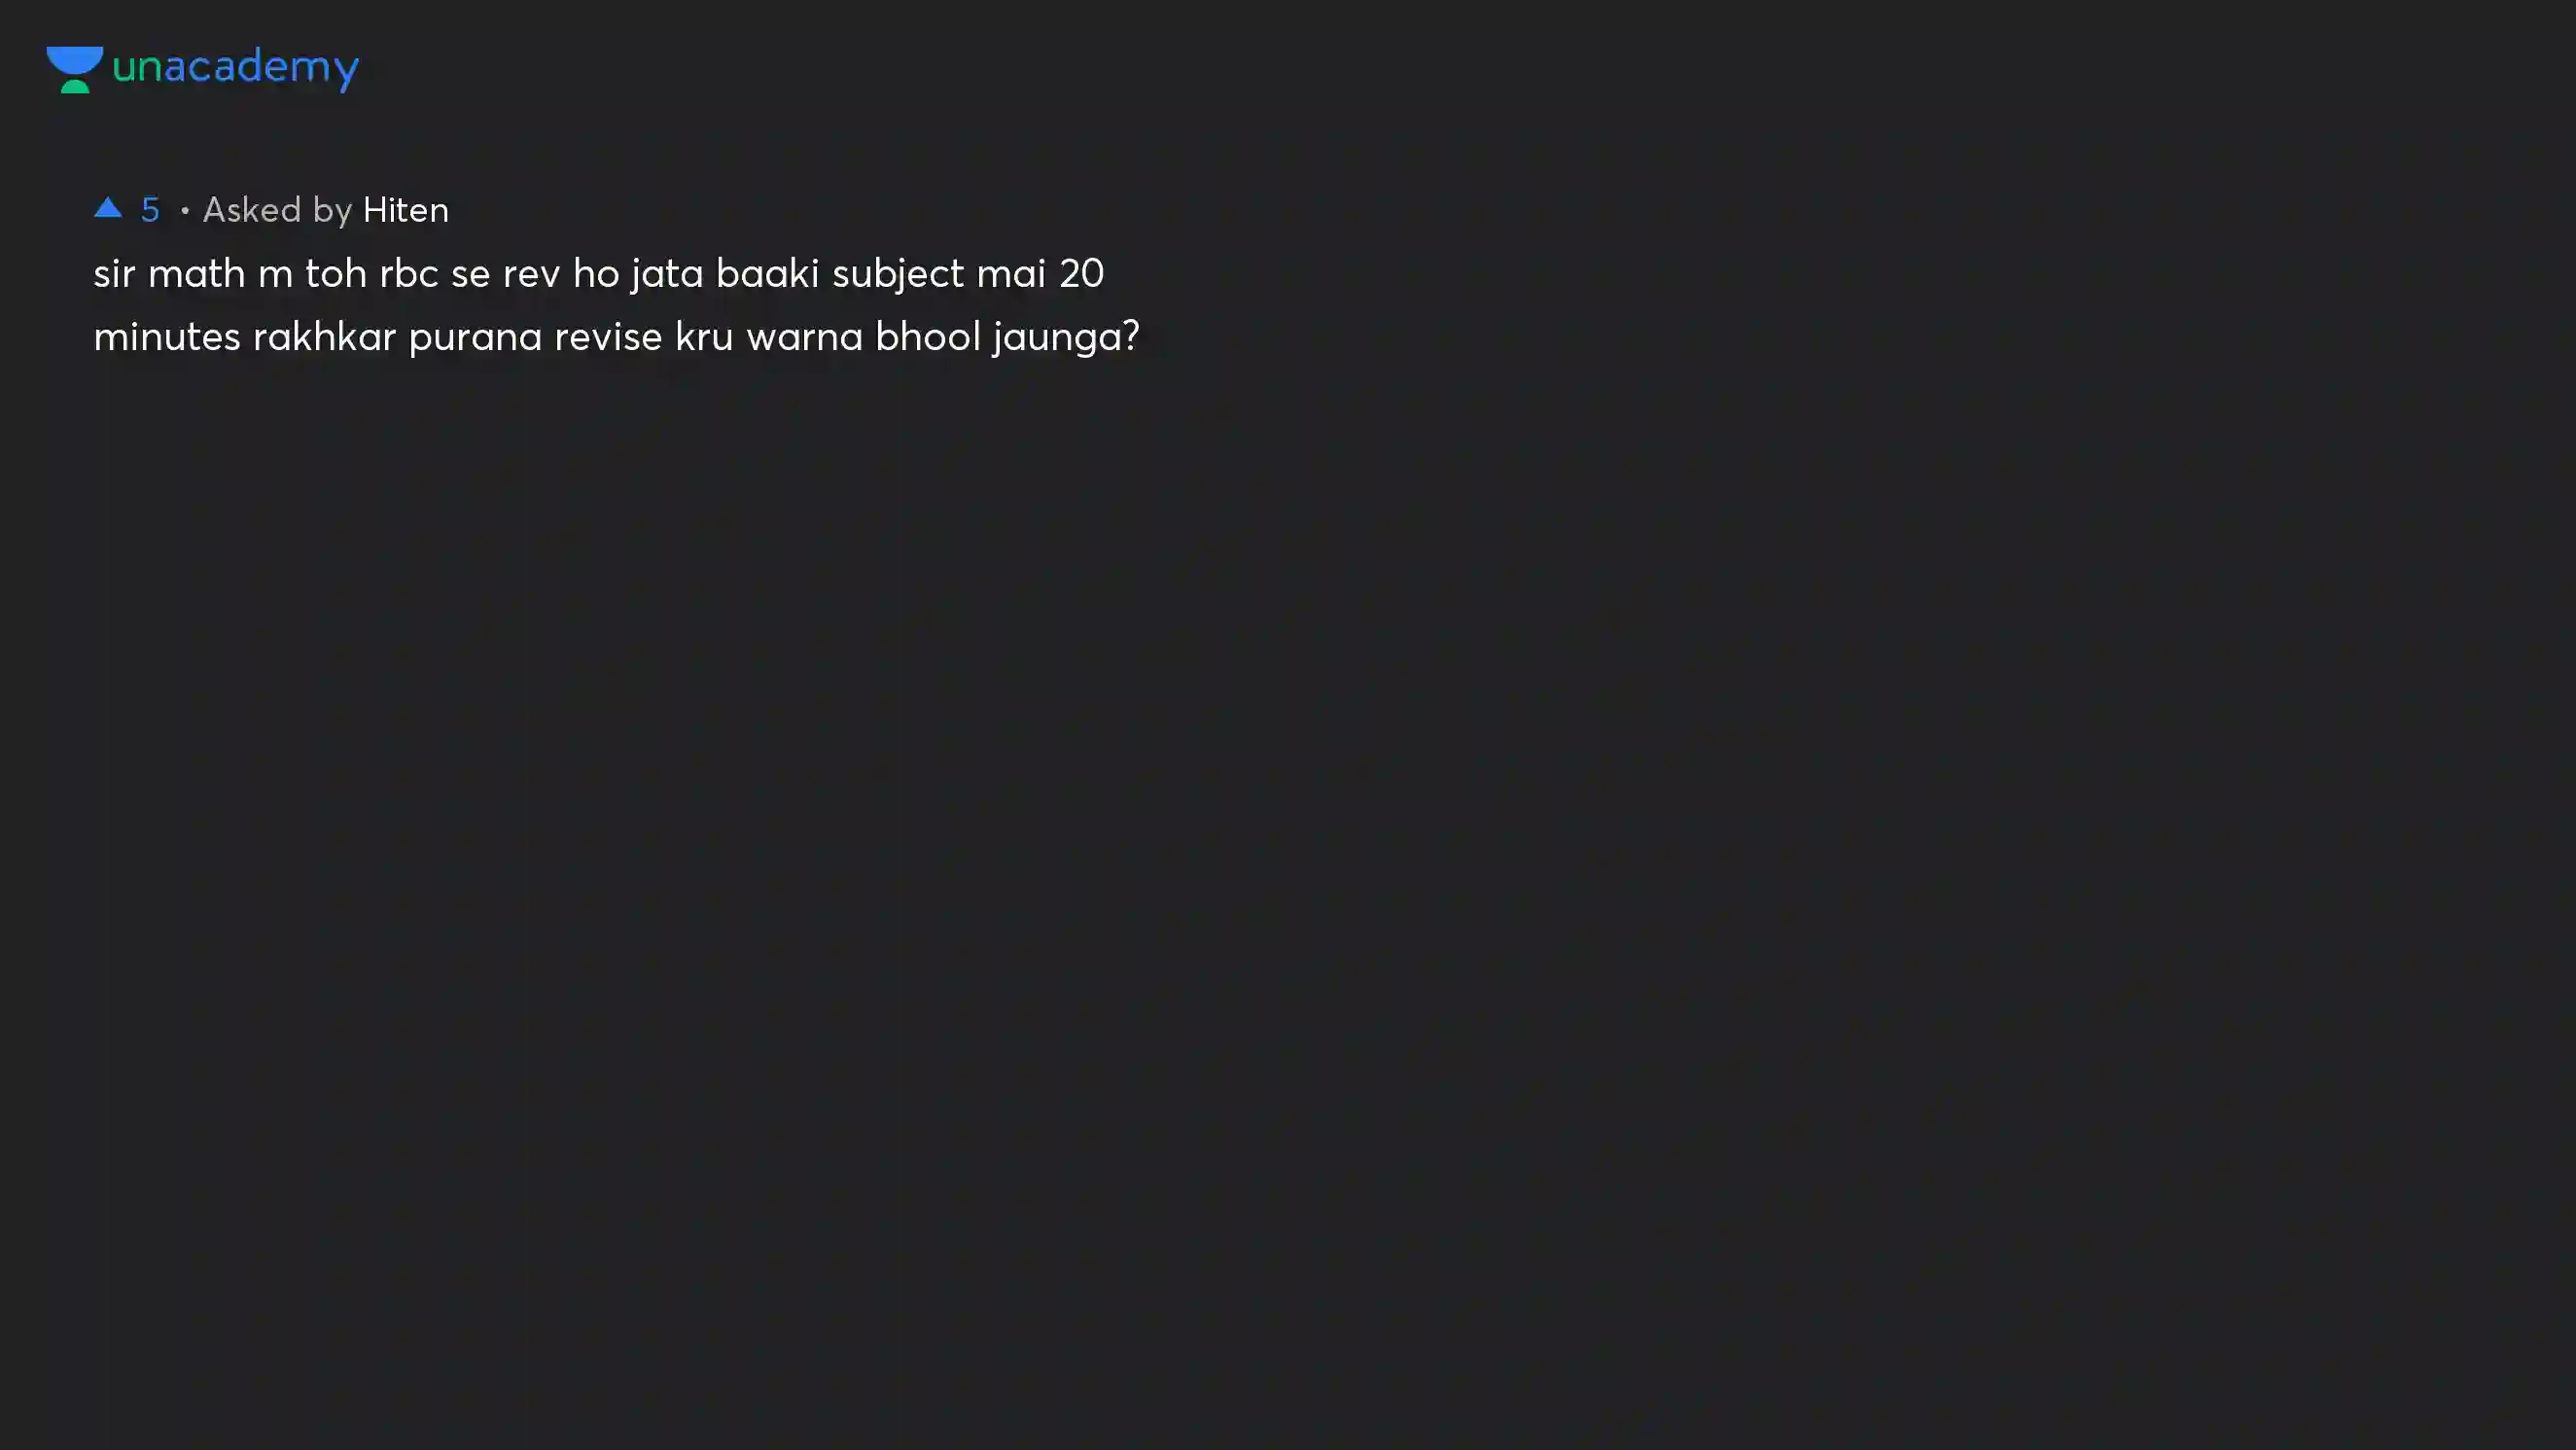 unacademy
▲ 5 • Asked by Hiten
sir math m toh rbc se rev ho jata baaki subject mai 20
minutes rakhkar purana revise kru warna bhool jaunga?